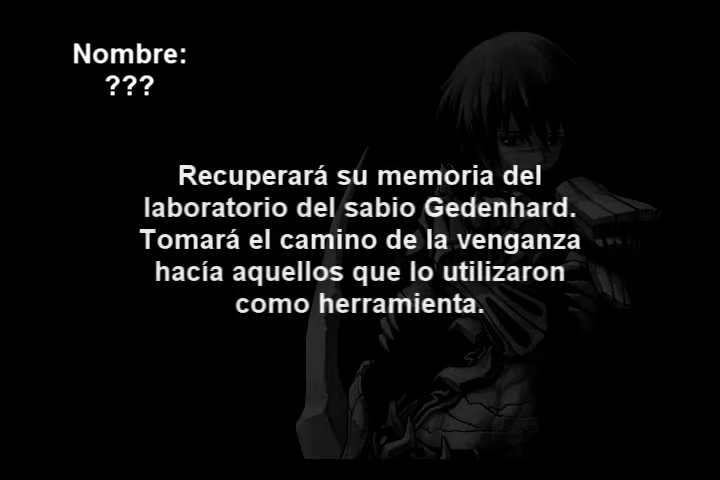 Nombre:
???
Recuperará su memoria del
laboratorio del sabio Gedenhard.
Tomará el camino de la venganza
hacía aquellos que lo utilizaron
como herramienta.